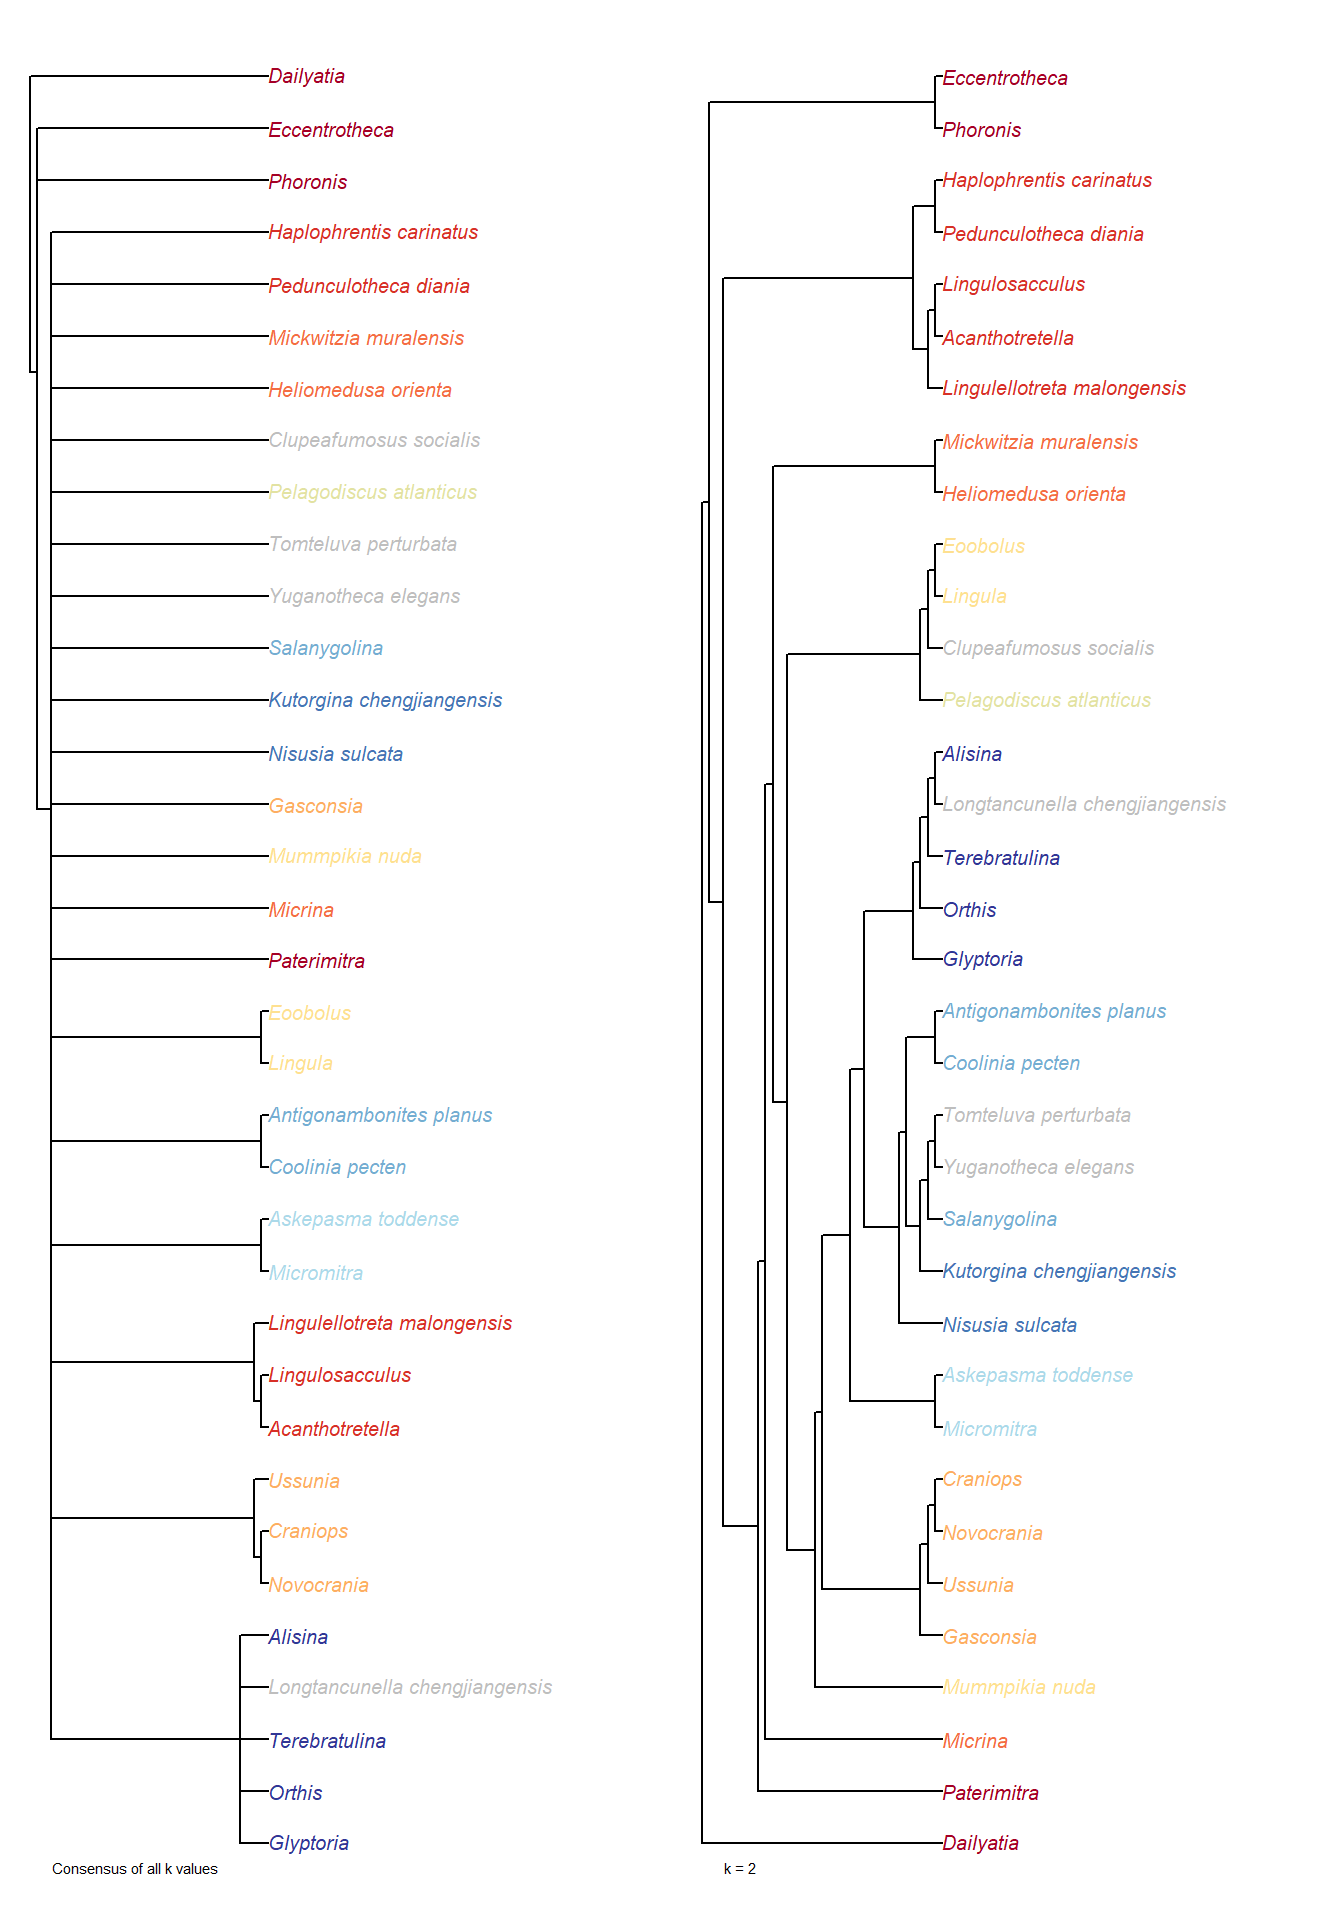 Dailyatia
Eccentrotheca
Phoronis
Haplophrentis carinatus
Pedunculotheca diania
Mickwitzia muralensis
Heliomedusa orienta
Clupeafumosus socialis
Pelagodiscus atlanticus
Tomteluva perturbata
Yuganotheca elegans
Salanygolina
Kutorgina chengjiangensis
Nisusia sulcata
Gasconsia
Mummpikia nuda
Micrina
Paterimitra
Eoobolus
Lingula
Antigonambonites planus
Coolinia pecten
Askepasma toddense
Micromitra
Lingulellotreta malongensis
Lingulosacculus
Acanthotretella
Ussunia
Craniops
Novocrania
Alisina
Longtancunella chengjiangensis
Terebratulina
Orthis
Glyptoria
Consensus of all k values
Eccentrotheca
Phoronis
Haplophrentis carinatus
Pedunculotheca diania
Lingulosacculus
Acanthotretella
Lingulellotreta malongensis
Mickwitzia muralensis
Heliomedusa orienta
Eoobolus
Lingula
Clupeafumosus socialis
Pelagodiscus atlanticus
Alisina
Longtancunella chengjiangensis
Terebratulina
Orthis
Glyptoria
Antigonambonites planus
Coolinia pecten
Tomteluva perturbata
Yuganotheca elegans
Salanygolina
Kutorgina chengjiangensis
Nisusia sulcata
Askepasma toddense
Micromitra
Craniops
Novocrania
Ussunia
Gasconsia
Mummpikia nuda
Micrina
Paterimitra
Dailyatia
k = 2